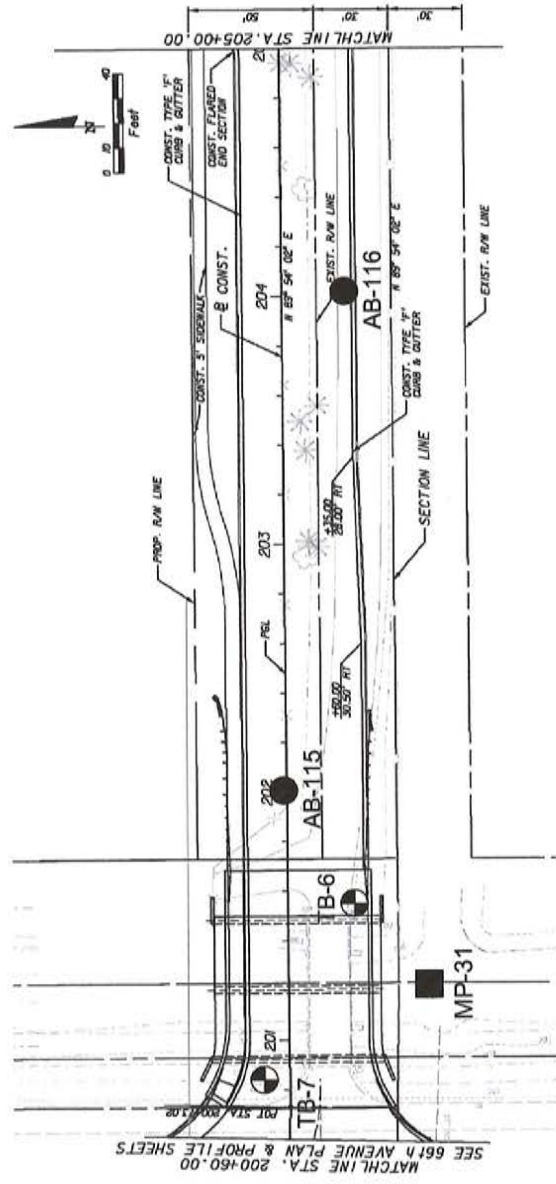 MATCHLINE STA. 205+00.00
50'
30'
30'
N
0 10 40
Feet
CONST. TYPE 'F'
CURB & GUTTER
CONST. FLARED
END SECTION
CONST. 5' SIDEWALK
℄ CONST.
PROP. R/W LINE
204
N 89° 54' 02" E
EXIST. R/W LINE
AB-116
N 89° 54' 02" E
EXIST. R/W LINE
CONST. TYPE 'F'
CURB & GUTTER
SECTION LINE
+35.00
28.00' RT
203
PGL
+60.00
30.50' RT
202
AB-115
TB-6
MP-31
201
TB-7
MATCHLINE STA. 200+60.00
SEE 66th AVENUE PLAN & PROFILE SHEETS